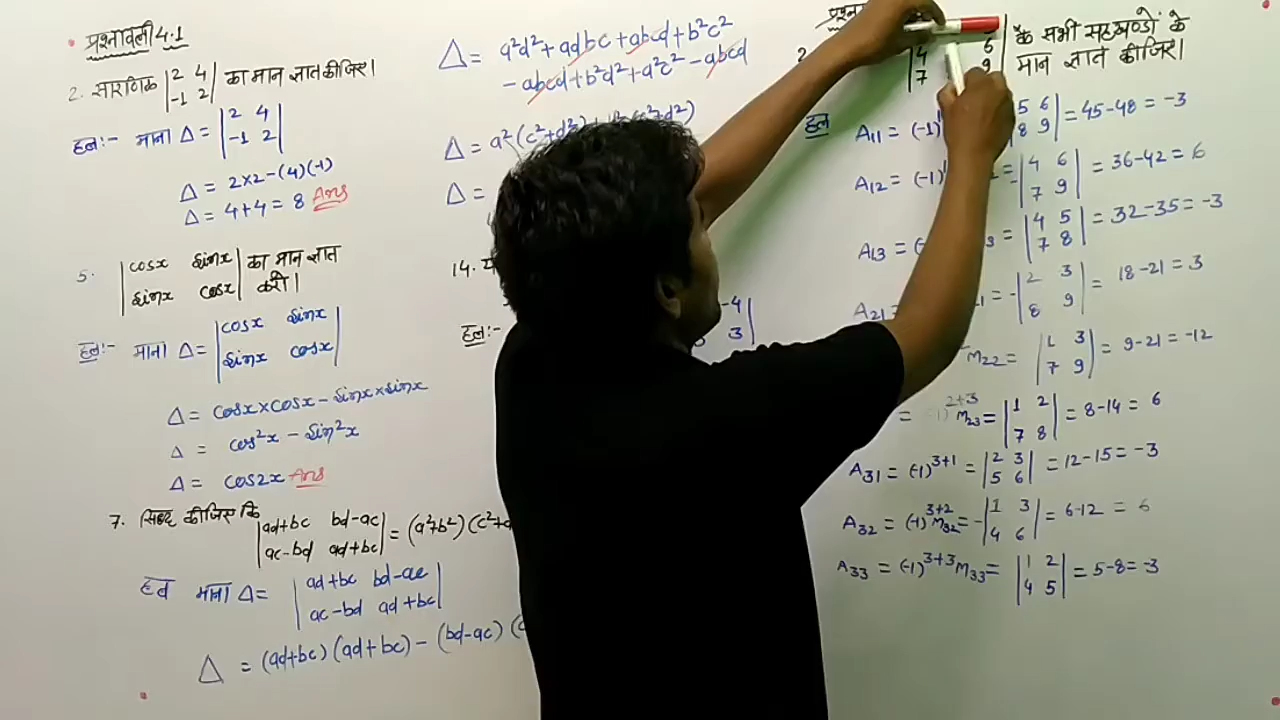 प्रश्नावली 4.1
2. सारणिक |2 4| का मान ज्ञात कीजिए।
|-1 2|
हल:- माना Δ = |2 4|
|-1 2|
Δ = 2×2-(4)(-1)
Δ = 4+4 = 8 Ans
5. |cosx sinx| का मान ज्ञात
|sinx cosx| करो।
हल:- माना Δ = |cosx sinx|
|sinx cosx|
Δ = cosx×cosx - sinx×sinx
Δ = cos²x - sin²x
Δ = cos2x Ans
7. सिद्ध कीजिए कि
|ad+bc bd-ac| = (a²+b²)(c²+
|ac-bd ad+bc|
हल माना Δ = |ad+bc bd-ac|
|ac-bd ad+bc|
Δ = (ad+bc)(ad+bc) - (bd-ac)(
Δ = a²d²+adbc+abcd+b²c²
-abcd+b²d²+a²c²-abcd
Δ = a²(c²+d²)+
Δ =
14.
-4
हल:- 3
2. 4 6 के सभी सहखण्डों के
7 9 मान ज्ञात कीजिए।
हल A11 = (-1) |5 6| = 45-48 = -3
|8 9|
A12 = (-1) = -|4 6| = 36-42 = 6
|7 9|
A13 = = |4 5| = 32-35 = -3
|7 8|
A21 = -|2 3| = 18-21 = 3
|8 9|
M22 = |1 3| = 9-21 = -12
|7 9|
= (-1)2+3 M23 = |1 2| = 8-14 = 6
|7 8|
A31 = (-1)3+1 = |2 3| = 12-15 = -3
|5 6|
A32 = (-1)3+2 M32 = -|1 3| = 6-12 = 6
|4 6|
A33 = (-1)3+3 M33 = |1 2| = 5-8 = -3
|4 5|